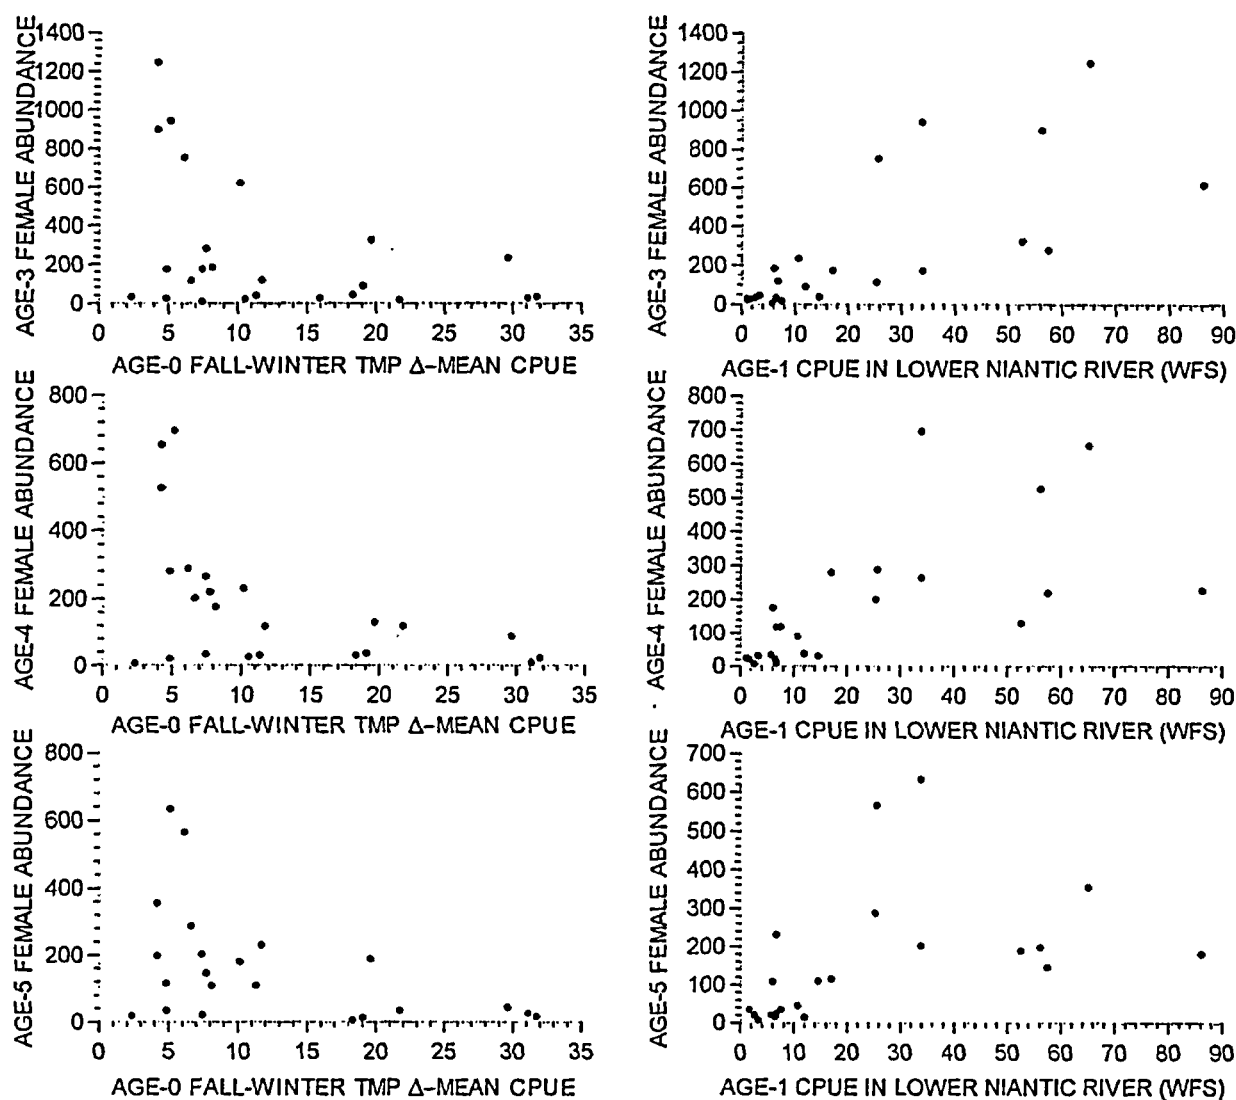 AGE-3 FEMALE ABUNDANCE
1400
1200
1000
800
600
400
200
0
0 5 10 15 20 25 30 35
AGE-0 FALL-WINTER TMP Δ-MEAN CPUE
AGE-3 FEMALE ABUNDANCE
1400
1200
1000
800
600
400
200
0
0 10 20 30 40 50 60 70 80 90
AGE-1 CPUE IN LOWER NIANTIC RIVER (WFS)
AGE-4 FEMALE ABUNDANCE
800
600
400
200
0
0 5 10 15 20 25 30 35
AGE-0 FALL-WINTER TMP Δ-MEAN CPUE
AGE-4 FEMALE ABUNDANCE
800
700
600
500
400
300
200
100
0
0 10 20 30 40 50 60 70 80 90
AGE-1 CPUE IN LOWER NIANTIC RIVER (WFS)
AGE-5 FEMALE ABUNDANCE
800
600
400
200
0
0 5 10 15 20 25 30 35
AGE-0 FALL-WINTER TMP Δ-MEAN CPUE
AGE-5 FEMALE ABUNDANCE
700
600
500
400
300
200
100
0
0 10 20 30 40 50 60 70 80 90
AGE-1 CPUE IN LOWER NIANTIC RIVER (WFS)